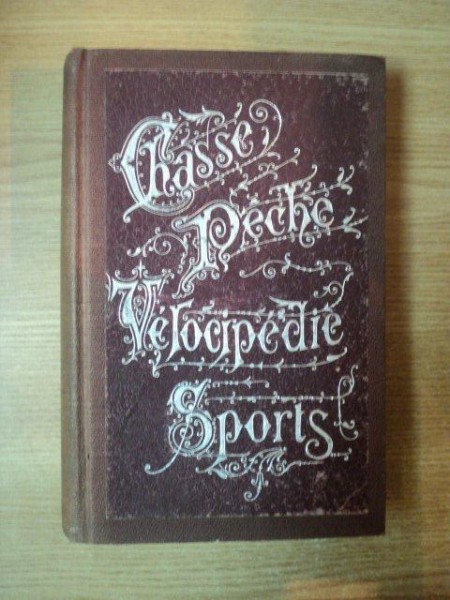 Chasse
Pêche
Vélocipédie
Sports